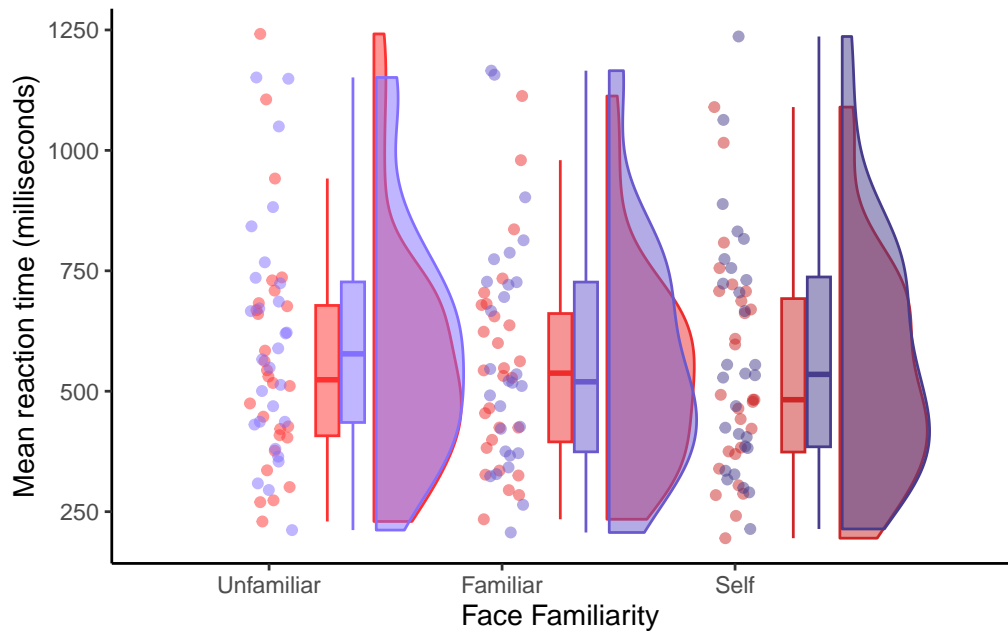 Mean reaction time (milliseconds)
1250
1000
750
500
250
Unfamiliar
Familiar
Self
Face Familiarity